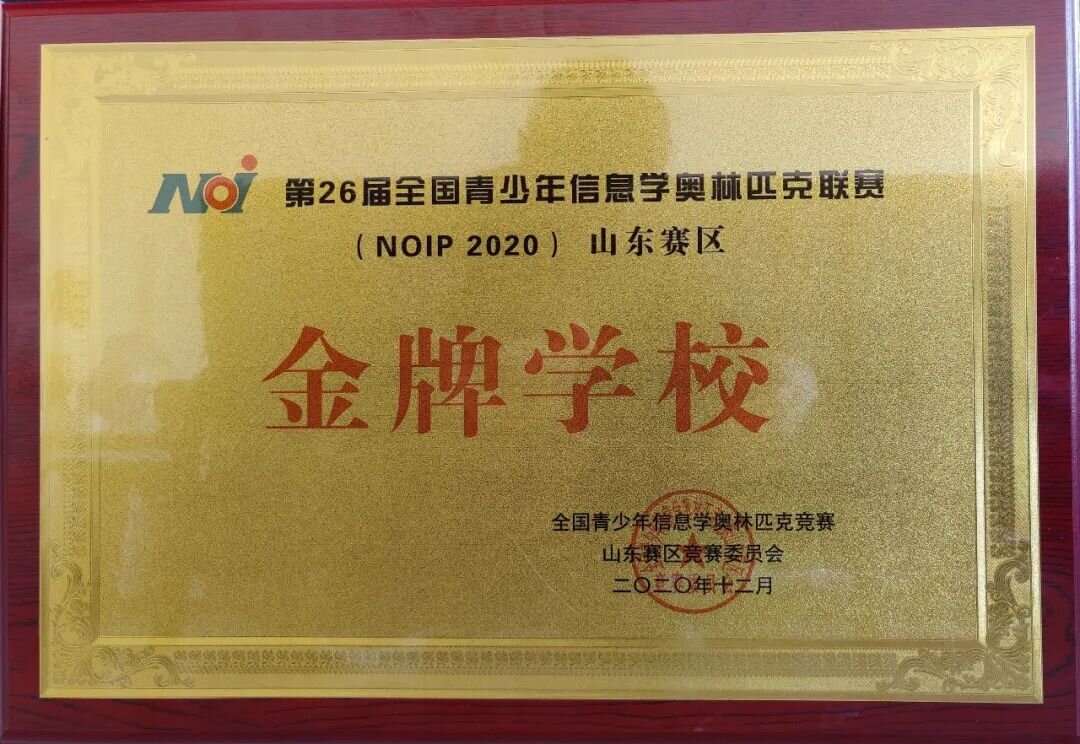 NOI 第26届全国青少年信息学奥林匹克联赛
（NOIP 2020） 山东赛区
金牌学校
全国青少年信息学奥林匹克竞赛
山东赛区竞赛委员会
二〇二〇年十二月